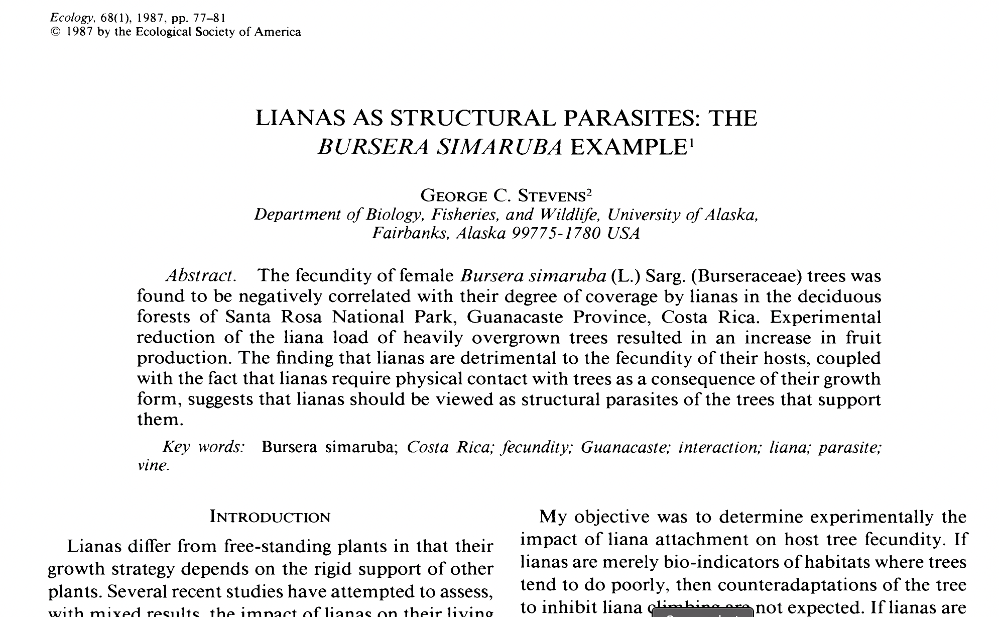 Ecology, 68(1), 1987, pp. 77–81
© 1987 by the Ecological Society of America
LIANAS AS STRUCTURAL PARASITES: THE
BURSERA SIMARUBA EXAMPLE¹
GEORGE C. STEVENS²
Department of Biology, Fisheries, and Wildlife, University of Alaska,
Fairbanks, Alaska 99775-1780 USA
Abstract. The fecundity of female Bursera simaruba (L.) Sarg. (Burseraceae) trees was
found to be negatively correlated with their degree of coverage by lianas in the deciduous
forests of Santa Rosa National Park, Guanacaste Province, Costa Rica. Experimental
reduction of the liana load of heavily overgrown trees resulted in an increase in fruit
production. The finding that lianas are detrimental to the fecundity of their hosts, coupled
with the fact that lianas require physical contact with trees as a consequence of their growth
form, suggests that lianas should be viewed as structural parasites of the trees that support
them.
Key words: Bursera simaruba; Costa Rica; fecundity; Guanacaste; interaction; liana; parasite;
vine.
INTRODUCTION
Lianas differ from free-standing plants in that their
growth strategy depends on the rigid support of other
plants. Several recent studies have attempted to assess,
with mixed results, the impact of lianas on their living
My objective was to determine experimentally the
impact of liana attachment on host tree fecundity. If
lianas are merely bio-indicators of habitats where trees
tend to do poorly, then counteradaptations of the tree
to inhibit liana climbing are not expected. If lianas are